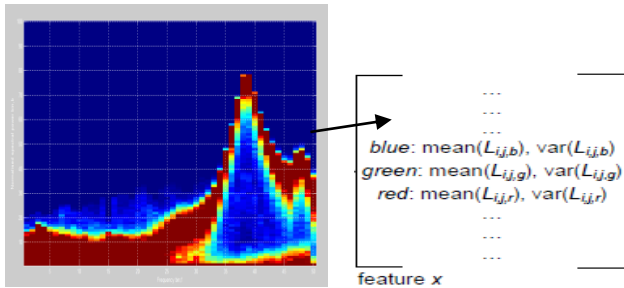 ...
...
...
blue: mean(Li,j,b), var(Li,j,b)
green: mean(Li,j,g), var(Li,j,g)
red: mean(Li,j,r), var(Li,j,r)
...
...
...
feature x